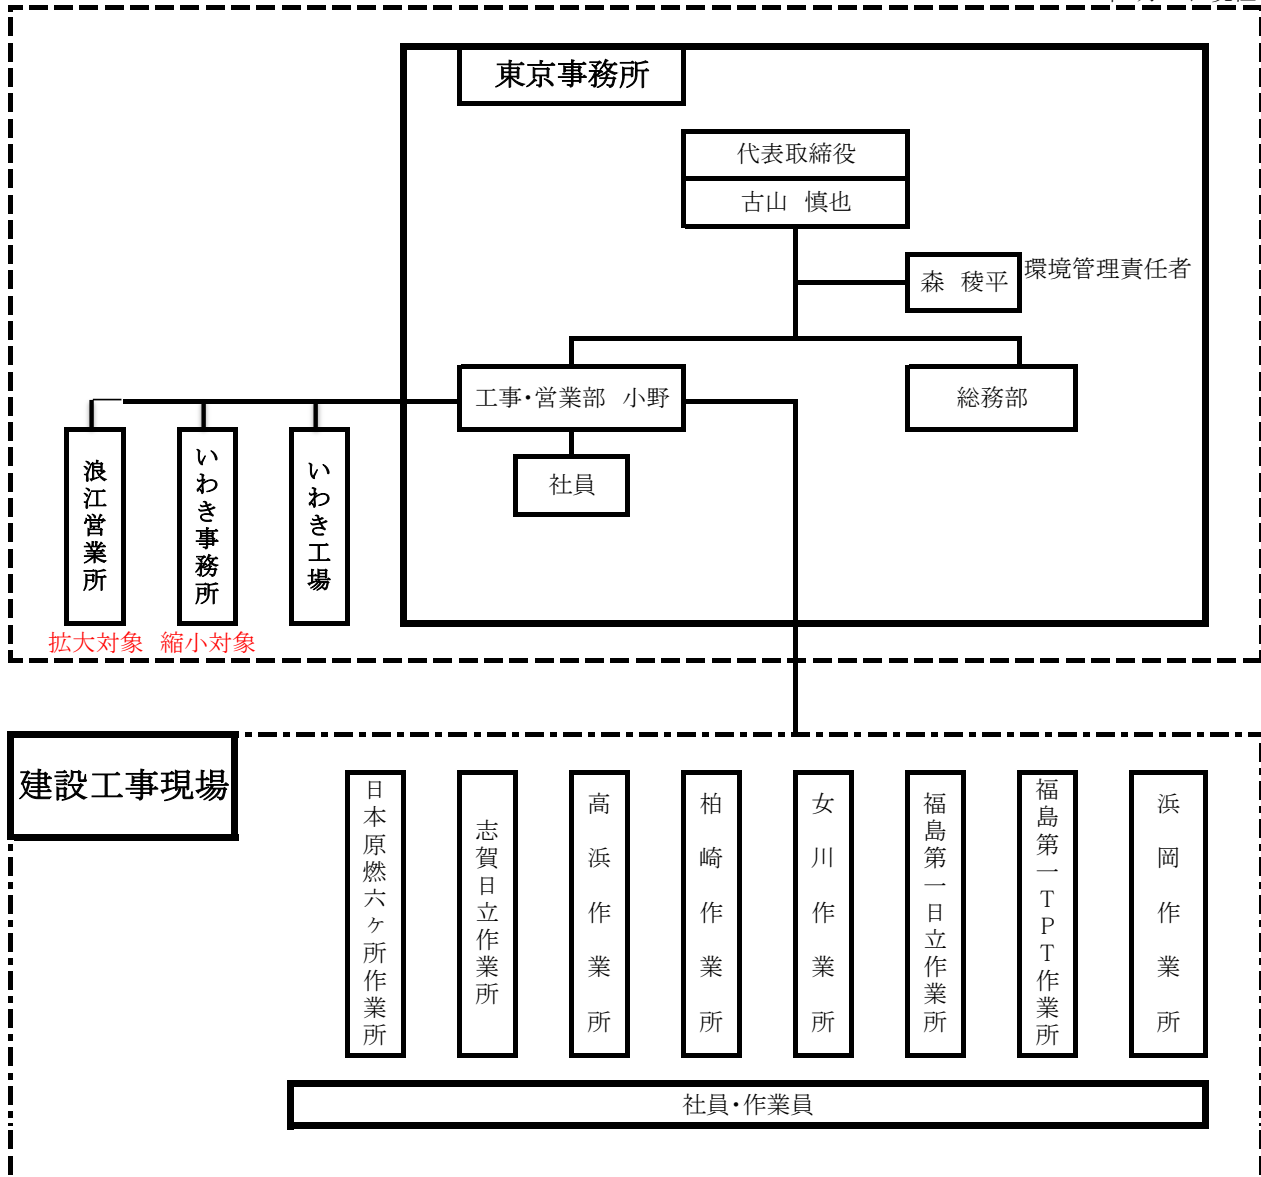 東京事務所
代表取締役
古山 慎也
森 稜平
環境管理責任者
工事・営業部 小野
総務部
社員
浪江営業所
いわき事務所
いわき工場
拡大対象
縮小対象
建設工事現場
日本原燃六ヶ所作業所
志賀日立作業所
高浜作業所
柏崎作業所
女川作業所
福島第一日立作業所
福島第一TPT作業所
浜岡作業所
社員・作業員